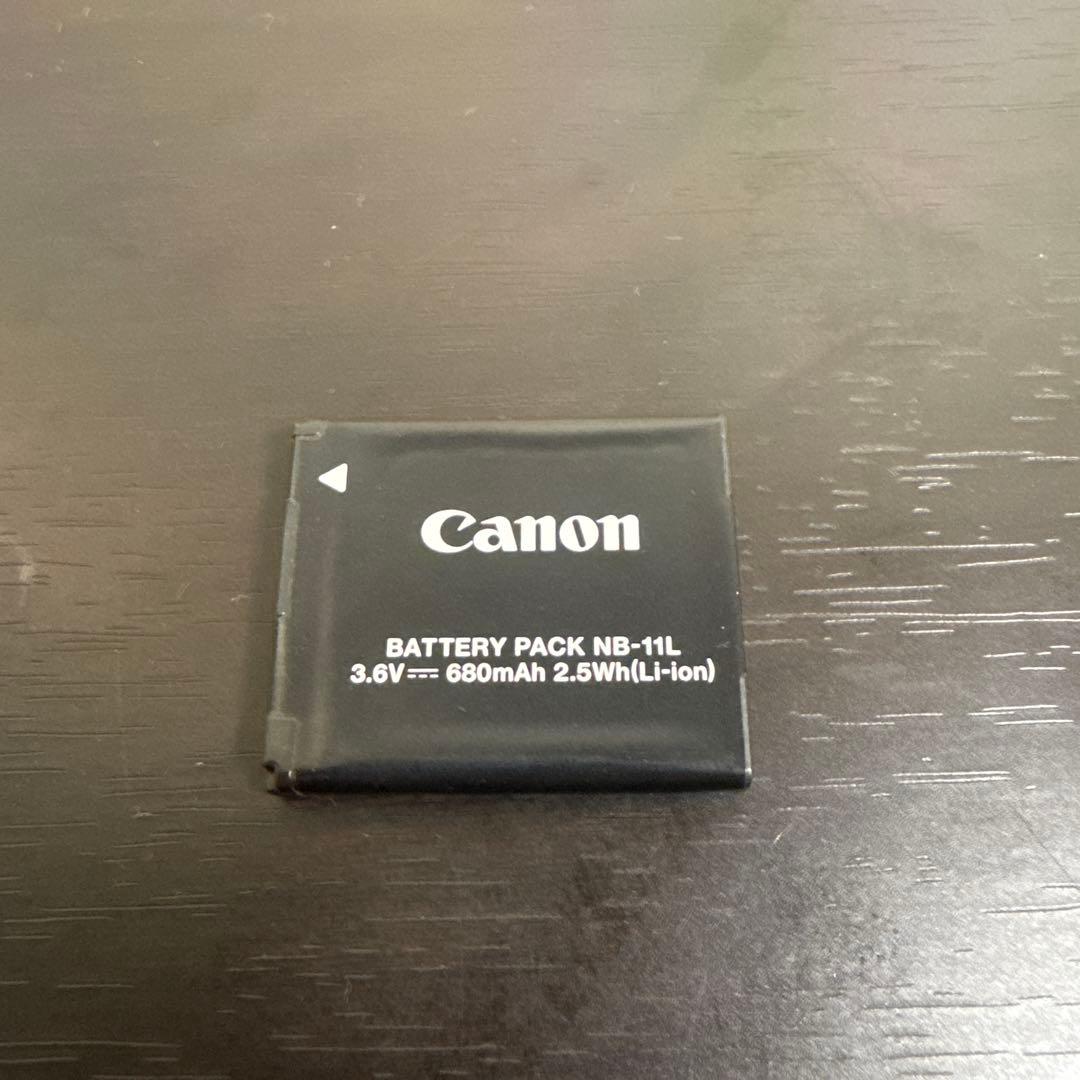 Canon
BATTERY PACK NB-11L
3.6V⎓ 680mAh 2.5Wh(Li-ion)